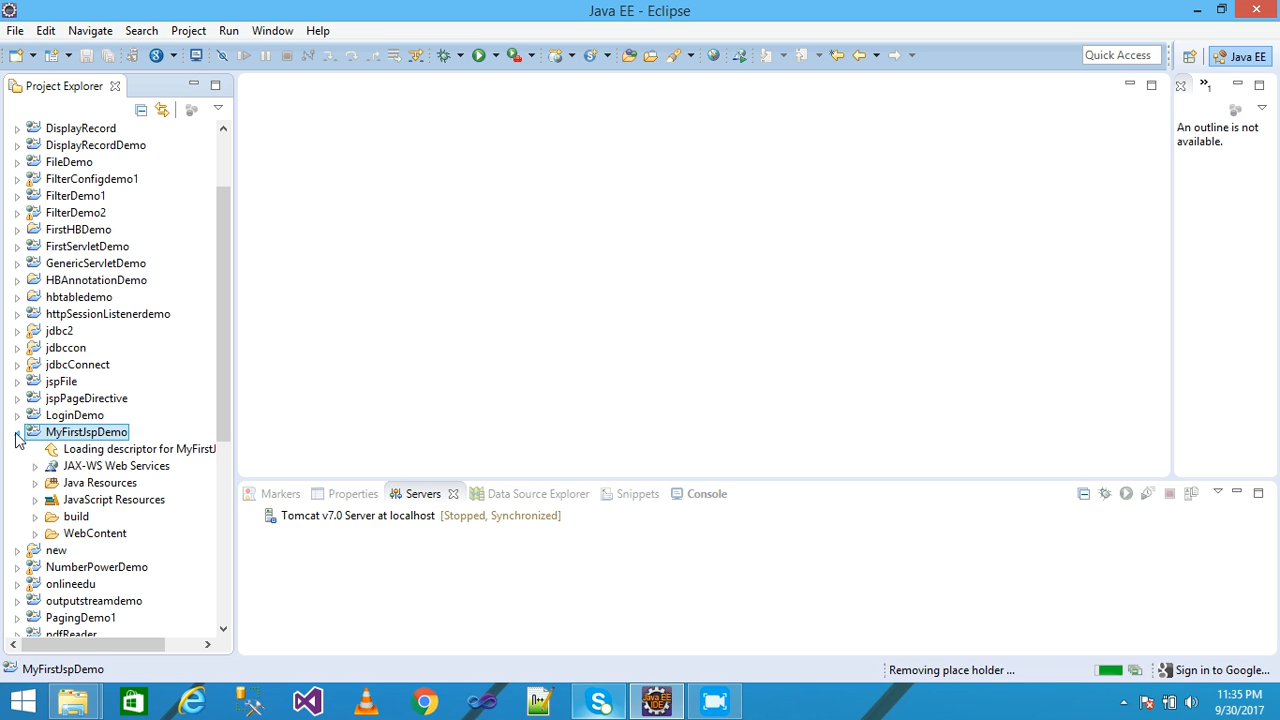 Java EE - Eclipse
File Edit Navigate Search Project Run Window Help
Quick Access
Java EE
Project Explorer
An outline is not
available.
DisplayRecord
DisplayRecordDemo
FileDemo
FilterConfigdemo1
FilterDemo1
FilterDemo2
FirstHBDemo
FirstServletDemo
GenericServletDemo
HBAnnotationDemo
hbtabledemo
httpSessionListenerdemo
jdbc2
jdbccon
jdbcConnect
jspFile
jspPageDirective
LoginDemo
MyFirstJspDemo
Loading descriptor for MyFirstJ
JAX-WS Web Services
Java Resources
JavaScript Resources
build
WebContent
new
NumberPowerDemo
onlineedu
outputstreamdemo
PagingDemo1
pdfReader
Markers Properties Servers Data Source Explorer Snippets Console
Tomcat v7.0 Server at localhost [Stopped, Synchronized]
MyFirstJspDemo
Removing place holder ...
Sign in to Google...
11:35 PM
9/30/2017